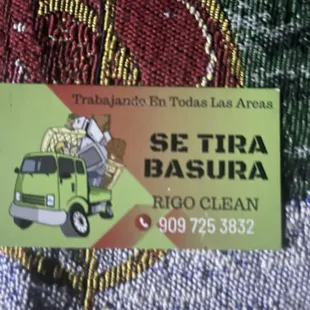 Trabajando En Todas Las Areas
SE TIRA
BASURA
RIGO CLEAN
909 725 3832